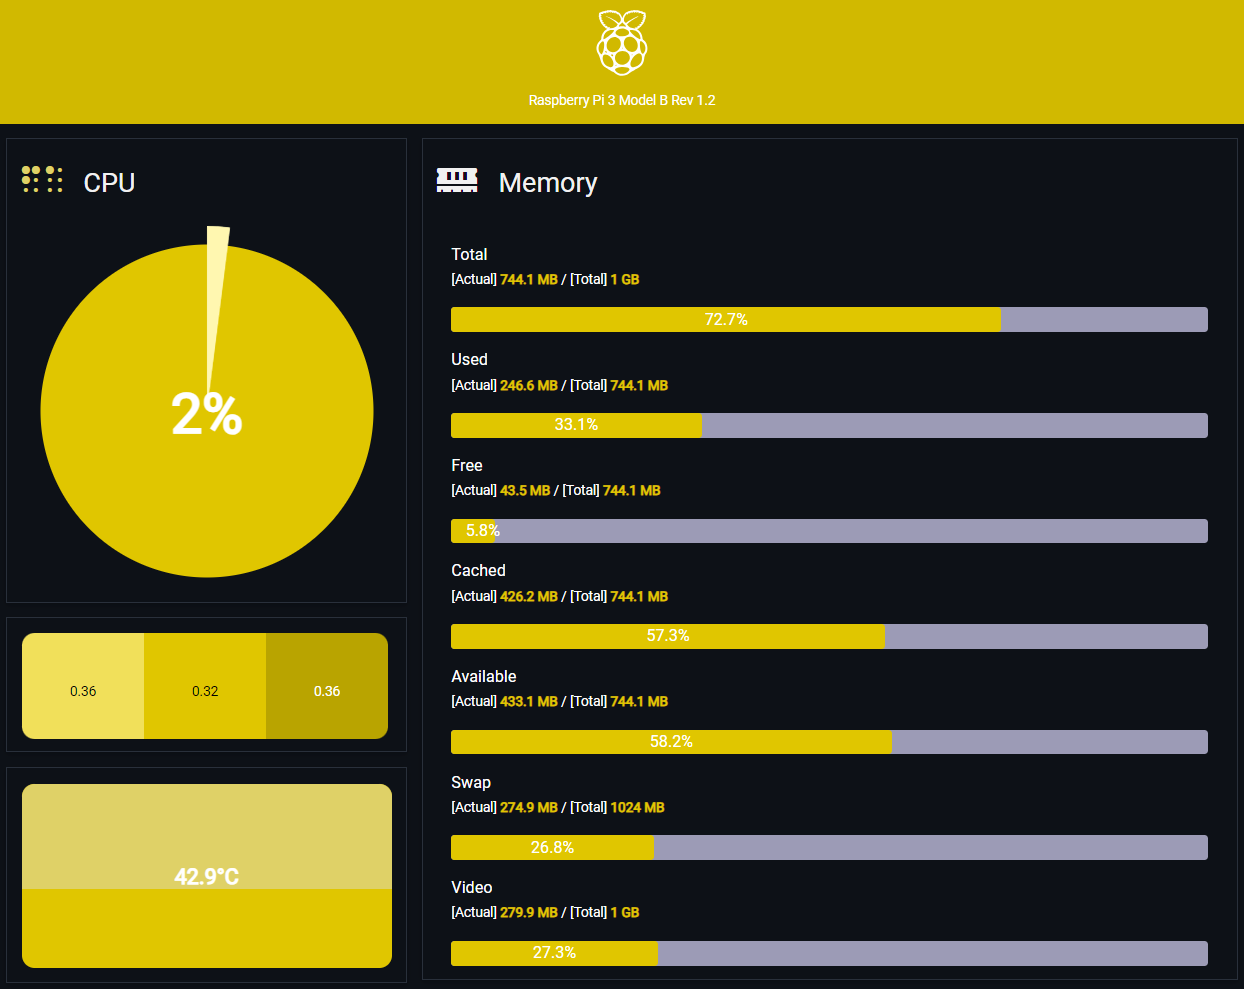 Raspberry Pi 3 Model B Rev 1.2
CPU
2%
0.36 0.32 0.36
42.9°C
Memory
Total
[Actual] 744.1 MB / [Total] 1 GB
72.7%
Used
[Actual] 246.6 MB / [Total] 744.1 MB
33.1%
Free
[Actual] 43.5 MB / [Total] 744.1 MB
5.8%
Cached
[Actual] 426.2 MB / [Total] 744.1 MB
57.3%
Available
[Actual] 433.1 MB / [Total] 744.1 MB
58.2%
Swap
[Actual] 274.9 MB / [Total] 1024 MB
26.8%
Video
[Actual] 279.9 MB / [Total] 1 GB
27.3%